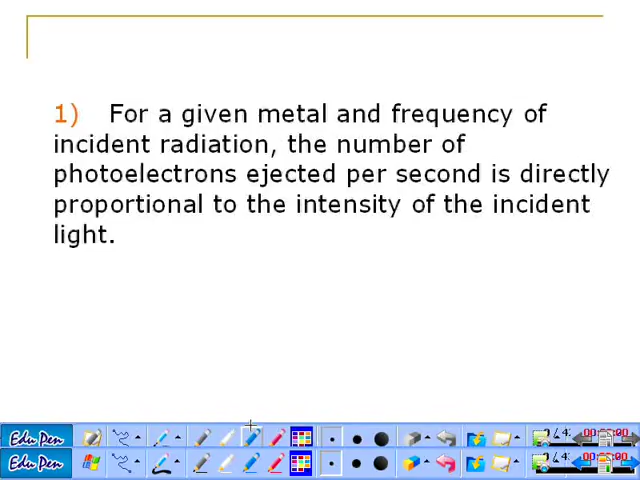 1) For a given metal and frequency of
incident radiation, the number of
photoelectrons ejected per second is directly
proportional to the intensity of the incident
light.
Edu Pen
Edu Pen